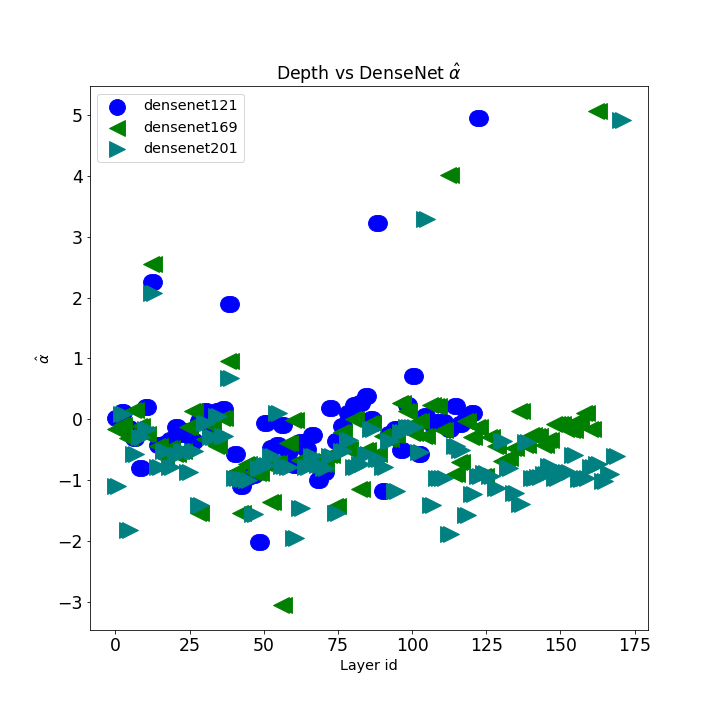 Depth vs DenseNet α̂
densenet121
densenet169
densenet201
5
4
3
2
1
0
−1
−2
−3
α̂
0 25 50 75 100 125 150 175
Layer id